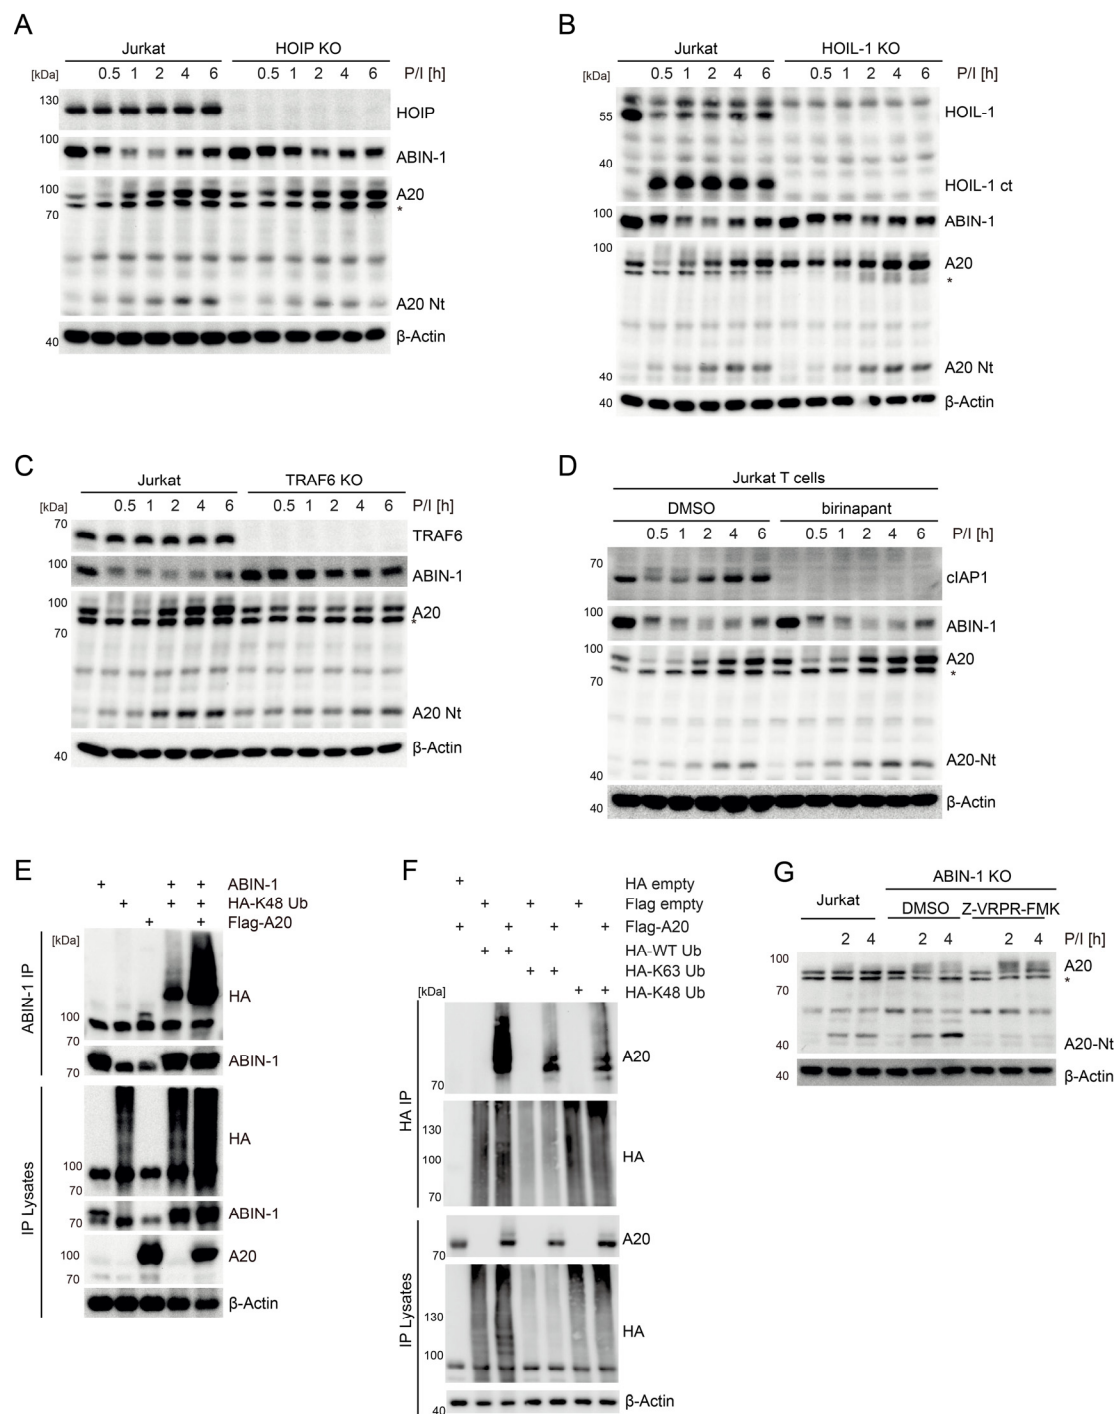 A
Jurkat HOIP KO
[kDa] 0.5 1 2 4 6 0.5 1 2 4 6 P/I [h]
130
HOIP
100
ABIN-1
100
A20
*
70
A20 Nt
40
β-Actin
B
Jurkat HOIL-1 KO
[kDa] 0.5 1 2 4 6 0.5 1 2 4 6 P/I [h]
55
HOIL-1
40
HOIL-1 ct
100
ABIN-1
100
A20
*
A20 Nt
40
40
β-Actin
C
Jurkat TRAF6 KO
[kDa] 0.5 1 2 4 6 0.5 1 2 4 6 P/I [h]
70
TRAF6
100
ABIN-1
100
A20
*
70
A20 Nt
β-Actin
40
D
Jurkat T cells
DMSO birinapant
0.5 1 2 4 6 0.5 1 2 4 6 P/I [h]
70
cIAP1
100
ABIN-1
100
A20
*
70
A20-Nt
40
β-Actin
40
E
+ + + ABIN-1
+ + + HA-K48 Ub
+ + Flag-A20
[kDa]
ABIN-1 IP
HA
100
70
ABIN-1
70
IP Lysates
HA
100
70
ABIN-1
70
A20
100
70
β-Actin
F
+ HA empty
+ + + Flag empty
+ + + + Flag-A20
+ + HA-WT Ub
+ + HA-K63 Ub
+ + HA-K48 Ub
[kDa]
HA IP
A20
70
130
HA
100
70
IP Lysates
A20
70
HA
130
100
β-Actin
40
G
ABIN-1 KO
Jurkat DMSO Z-VRPR-FMK
2 4 2 4 2 4 P/I [h]
100
A20
*
70
A20-Nt
40
40
β-Actin